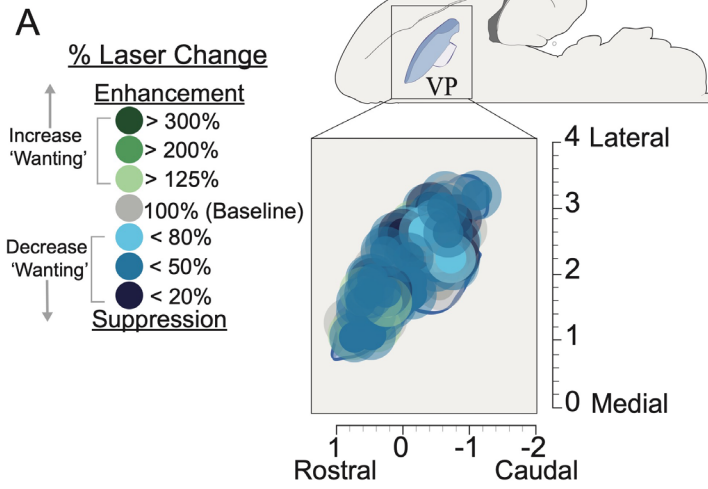 A
% Laser Change
Enhancement
Increase
'Wanting'
> 300%
> 200%
> 125%
100% (Baseline)
Decrease
'Wanting'
< 80%
< 50%
< 20%
Suppression
VP
4 Lateral
3
2
1
0 Medial
1 0 -1 -2
Rostral Caudal